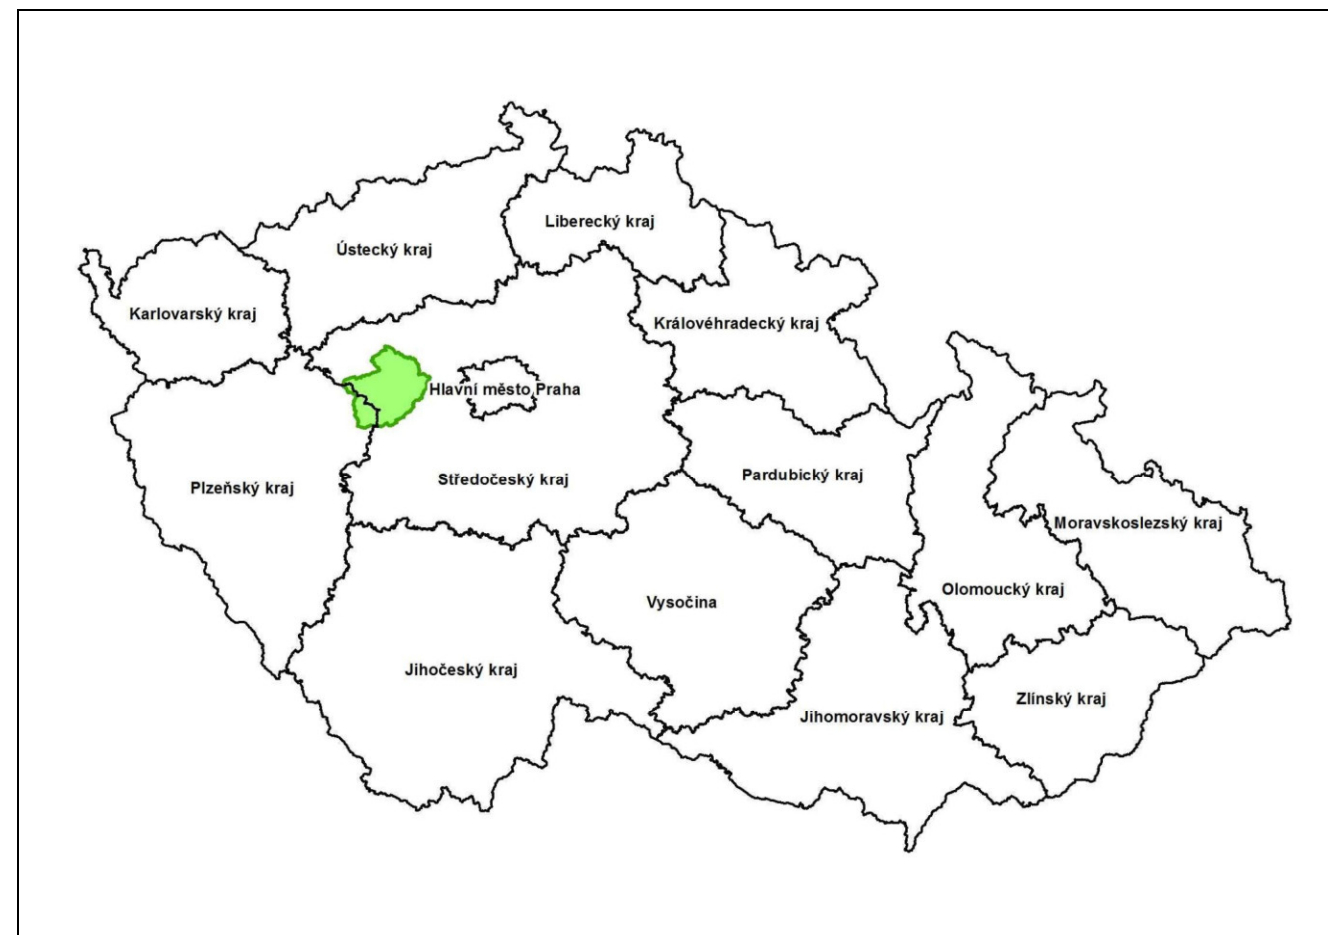 Liberecký kraj
Ústecký kraj
Karlovarský kraj
Královéhradecký kraj
Hlavní město Praha
Středočeský kraj
Pardubický kraj
Plzeňský kraj
Moravskoslezský kraj
Olomoucký kraj
Vysočina
Jihočeský kraj
Zlínský kraj
Jihomoravský kraj